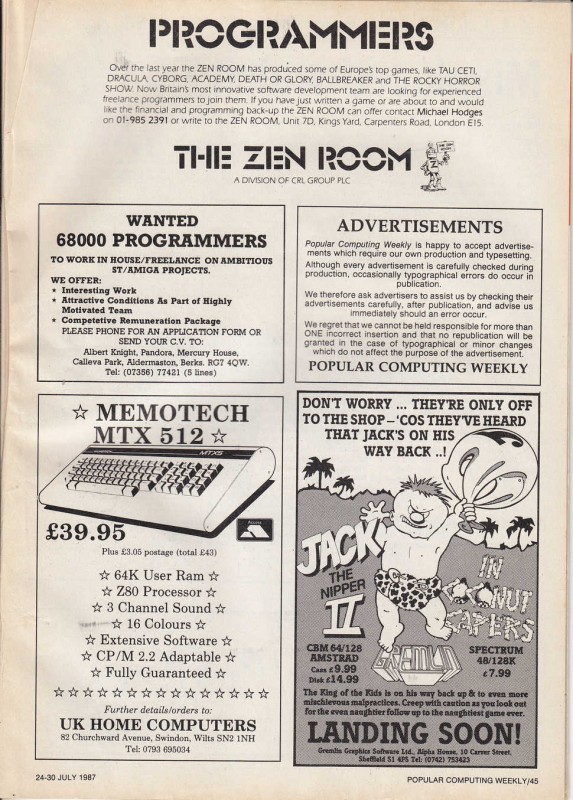 PROGRAMMERS
Over the last year the ZEN ROOM has produced some of Europe's top games, like TAU CETI,
DRACULA, CYBORG, ACADEMY, DEATH OR GLORY, BALLBREAKER and THE ROCKY HORROR
SHOW. Now Britain's most innovative software development team are looking for experienced
freelance programmers to join them. If you have just written a game or are about to and would
like the financial and programming back-up the ZEN ROOM can offer contact Michael Hodges
on 01-985 2391 or write to the ZEN ROOM, Unit 7D, Kings Yard, Carpenters Road, London E15.
THE ZEN ROOM
A DIVISION OF CRL GROUP PLC
WANTED
68000 PROGRAMMERS
TO WORK IN HOUSE/FREELANCE ON AMBITIOUS
ST/AMIGA PROJECTS.
WE OFFER:
* Interesting Work
* Attractive Conditions As Part of Highly
Motivated Team
* Competetive Remuneration Package
PLEASE PHONE FOR AN APPLICATION FORM OR
SEND YOUR C.V. TO:
Albert Knight, Pandora, Mercury House,
Calleva Park, Aldermaston, Berks. RG7 4QW.
Tel: (07356) 77421 (5 lines)
ADVERTISEMENTS
Popular Computing Weekly is happy to accept advertise-
ments which require our own production and typesetting.
Although every advertisement is carefully checked during
production, occasionally typographical errors do occur in
publication.
We therefore ask advertisers to assist us by checking their
advertisements carefully, after publication, and advise us
immediately should an error occur.
We regret that we cannot be held responsible for more than
ONE incorrect insertion and that no republication will be
granted in the case of typographical or minor changes
which do not affect the purpose of the advertisement.
POPULAR COMPUTING WEEKLY
☆ MEMOTECH
MTX 512 ☆
MTX5
£39.95
Access
Plus £3.05 postage (total £43)
☆ 64K User Ram ☆
☆ Z80 Processor ☆
☆ 3 Channel Sound ☆
☆ 16 Colours ☆
☆ Extensive Software ☆
☆ CP/M 2.2 Adaptable ☆
☆ Fully Guaranteed ☆
☆☆☆☆☆☆☆☆☆☆☆☆☆☆☆
Further details/orders to:
UK HOME COMPUTERS
82 Churchward Avenue, Swindon, Wilts SN2 1NH
Tel: 0793 695034
DON'T WORRY ... THEY'RE ONLY OFF
TO THE SHOP – 'COS THEY'VE HEARD
THAT JACK'S ON HIS
WAY BACK ..!
JACK
THE
NIPPER
II
IN
COCONUT
CAPERS
GREMLIN
CBM 64/128
AMSTRAD
Cass £9.99
Disk £14.99
SPECTRUM
48/128K
£7.99
The King of the Kids is on his way back up & to even more
mischievous malpractices. Creep with caution as you look out
for the even naughtier follow up to the naughtiest game ever.
LANDING SOON!
Gremlin Graphics Software Ltd., Alpha House, 10 Carver Street,
Sheffield S1 4FS Tel: (0742) 753423
24-30 JULY 1987
POPULAR COMPUTING WEEKLY/45